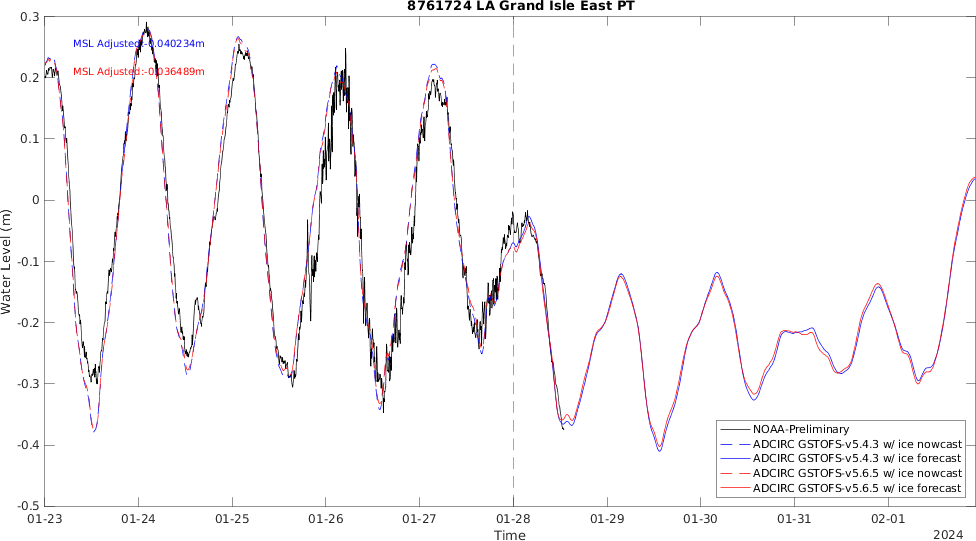 8761724 LA Grand Isle East PT
0.3
MSL Adjusted:-0.040234m
MSL Adjusted:-0.036489m
0.2
0.1
0
-0.1
-0.2
-0.3
-0.4
-0.5
Water Level (m)
NOAA-Preliminary
ADCIRC GSTOFS-v5.4.3 w/ ice nowcast
ADCIRC GSTOFS-v5.4.3 w/ ice forecast
ADCIRC GSTOFS-v5.6.5 w/ ice nowcast
ADCIRC GSTOFS-v5.6.5 w/ ice forecast
01-23 01-24 01-25 01-26 01-27 01-28 01-29 01-30 01-31 02-01
Time
2024